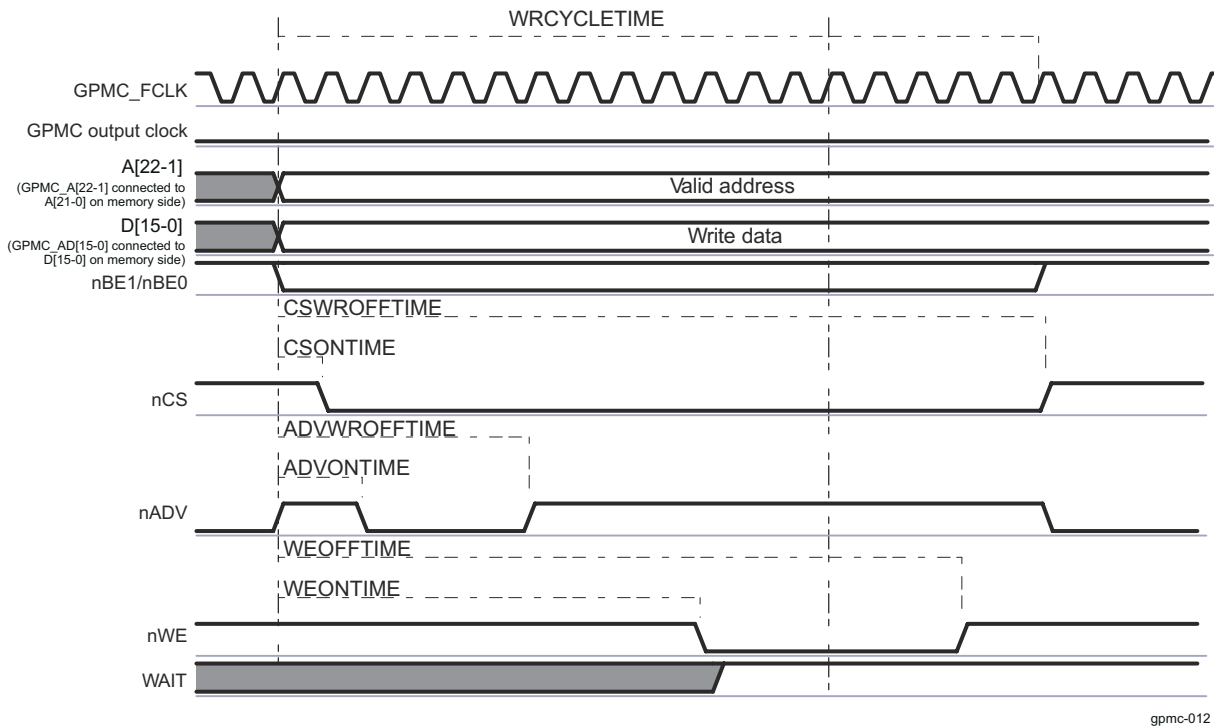 WRCYCLETIME
GPMC_FCLK
GPMC output clock
A[22-1]
(GPMC_A[22-1] connected to
A[21-0] on memory side)
Valid address
D[15-0]
(GPMC_AD[15-0] connected to
D[15-0] on memory side)
Write data
nBE1/nBE0
CSWROFFTIME
CSONTIME
nCS
ADVWROFFTIME
ADVONTIME
nADV
WEOFFTIME
WEONTIME
nWE
WAIT
gpmc-012